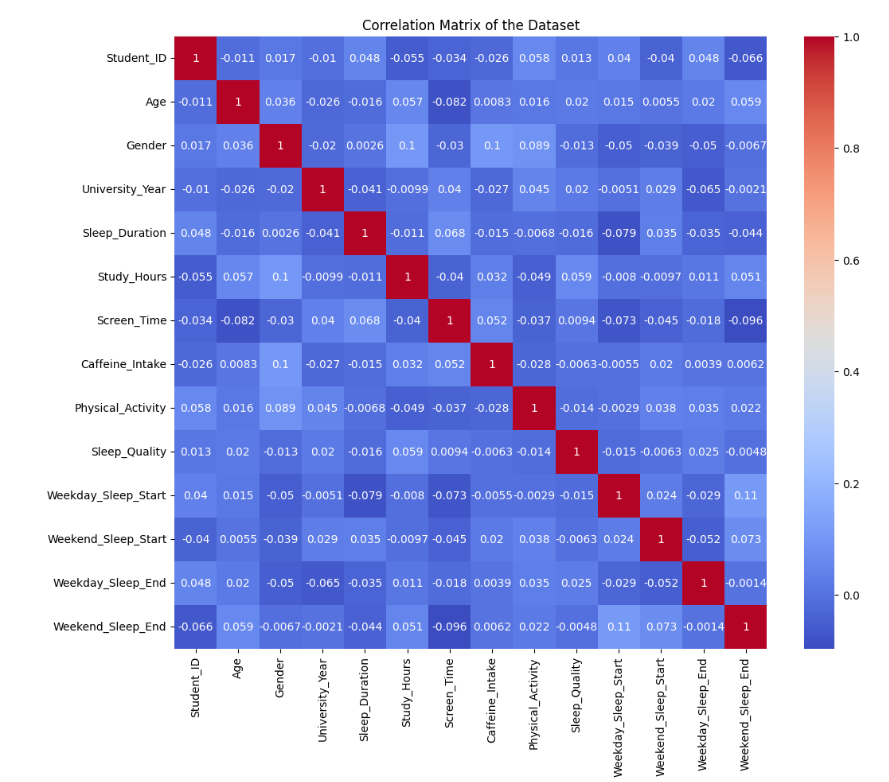 Correlation Matrix of the Dataset
Student_ID 1 -0.011 0.017 -0.01 0.048 -0.055 -0.034 -0.026 0.058 0.013 0.04 -0.04 0.048 -0.066
Age -0.011 1 0.036 -0.026 -0.016 0.057 -0.082 0.0083 0.016 0.02 0.015 0.0055 0.02 0.059
Gender 0.017 0.036 1 -0.02 0.0026 0.1 -0.03 0.1 0.089 -0.013 -0.05 -0.039 -0.05 -0.0067
University_Year -0.01 -0.026 -0.02 1 -0.041 -0.0099 0.04 -0.027 0.045 0.02 -0.0051 0.029 -0.065 -0.0021
Sleep_Duration 0.048 -0.016 0.0026 -0.041 1 -0.011 0.068 -0.015 -0.0068 -0.016 -0.079 0.035 -0.035 -0.044
Study_Hours -0.055 0.057 0.1 -0.0099 -0.011 1 -0.04 0.032 -0.049 0.059 -0.008 -0.0097 0.011 0.051
Screen_Time -0.034 -0.082 -0.03 0.04 0.068 -0.04 1 0.052 -0.037 0.0094 -0.073 -0.045 -0.018 -0.096
Caffeine_Intake -0.026 0.0083 0.1 -0.027 -0.015 0.032 0.052 1 -0.028 -0.0063 -0.0055 0.02 0.0039 0.0062
Physical_Activity 0.058 0.016 0.089 0.045 -0.0068 -0.049 -0.037 -0.028 1 -0.014 -0.0029 0.038 0.035 0.022
Sleep_Quality 0.013 0.02 -0.013 0.02 -0.016 0.059 0.0094 -0.0063 -0.014 1 -0.015 -0.0063 0.025 -0.0048
Weekday_Sleep_Start 0.04 0.015 -0.05 -0.0051 -0.079 -0.008 -0.073 -0.0055 -0.0029 -0.015 1 0.024 -0.029 0.11
Weekend_Sleep_Start -0.04 0.0055 -0.039 0.029 0.035 -0.0097 -0.045 0.02 0.038 -0.0063 0.024 1 -0.052 0.073
Weekday_Sleep_End 0.048 0.02 -0.05 -0.065 -0.035 0.011 -0.018 0.0039 0.035 0.025 -0.029 -0.052 1 -0.0014
Weekend_Sleep_End -0.066 0.059 -0.0067 -0.0021 -0.044 0.051 -0.096 0.0062 0.022 -0.0048 0.11 0.073 -0.0014 1
Student_ID
Age
Gender
University_Year
Sleep_Duration
Study_Hours
Screen_Time
Caffeine_Intake
Physical_Activity
Sleep_Quality
Weekday_Sleep_Start
Weekend_Sleep_Start
Weekday_Sleep_End
Weekend_Sleep_End
1.0
0.8
0.6
0.4
0.2
0.0